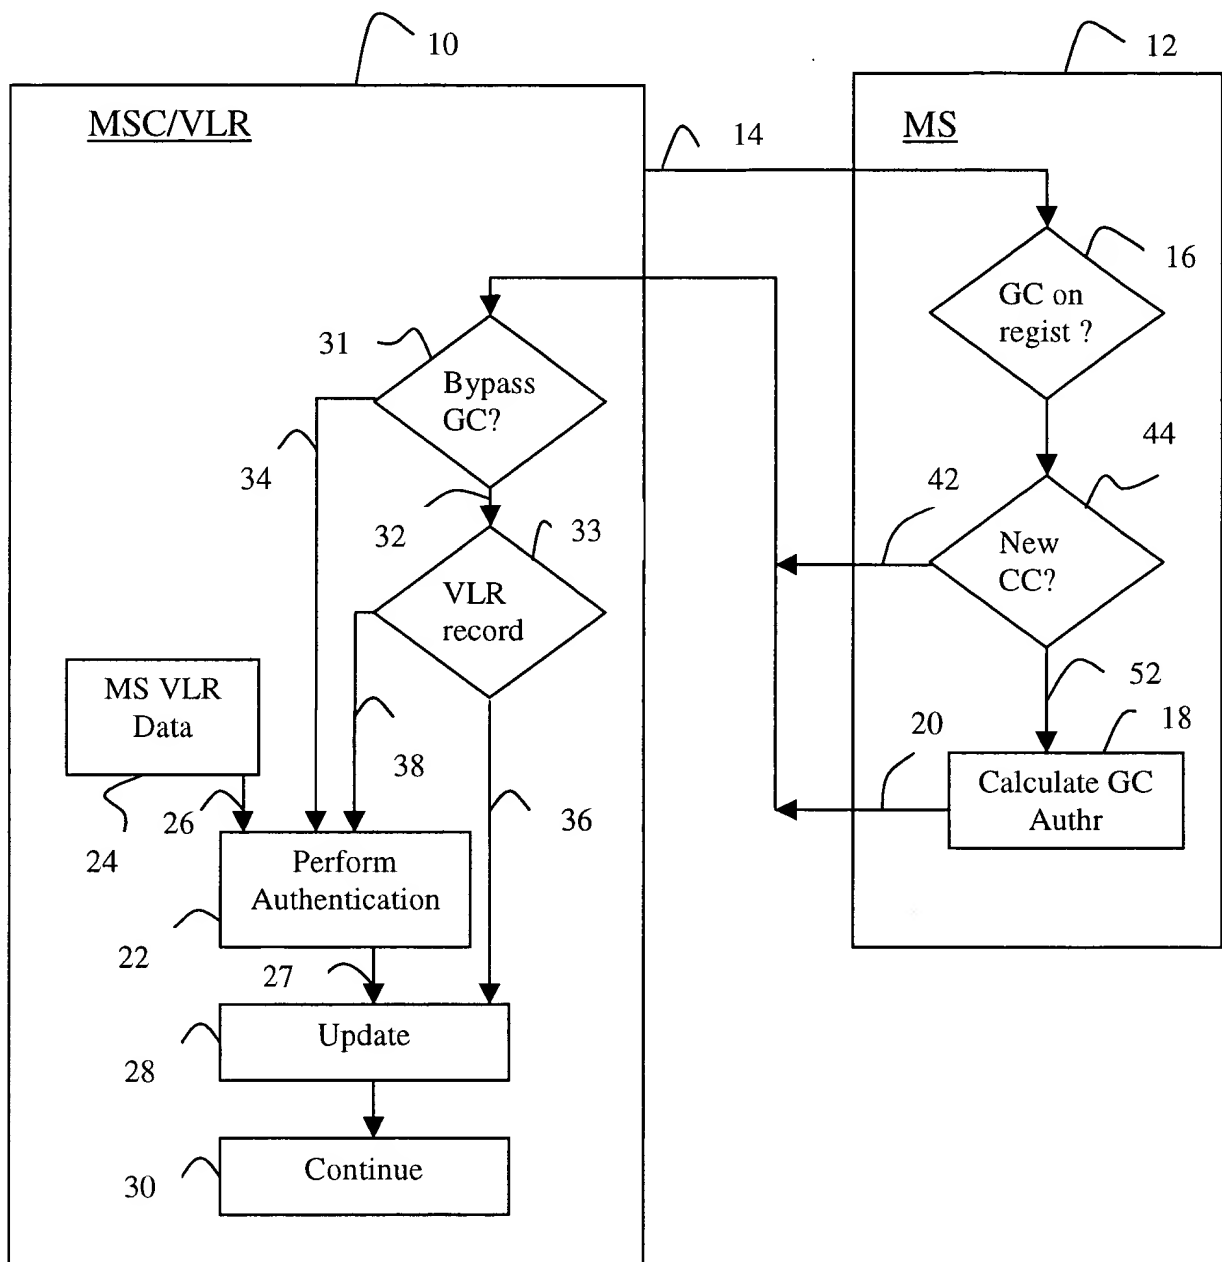 10
12
MSC/VLR
MS
14
16
GC on
regist ?
31
Bypass
GC?
44
34
42
32
33
New
CC?
VLR
record
52
MS VLR
Data
20
18
38
Calculate GC
Authr
26
36
24
Perform
Authentication
22
27
Update
28
Continue
30